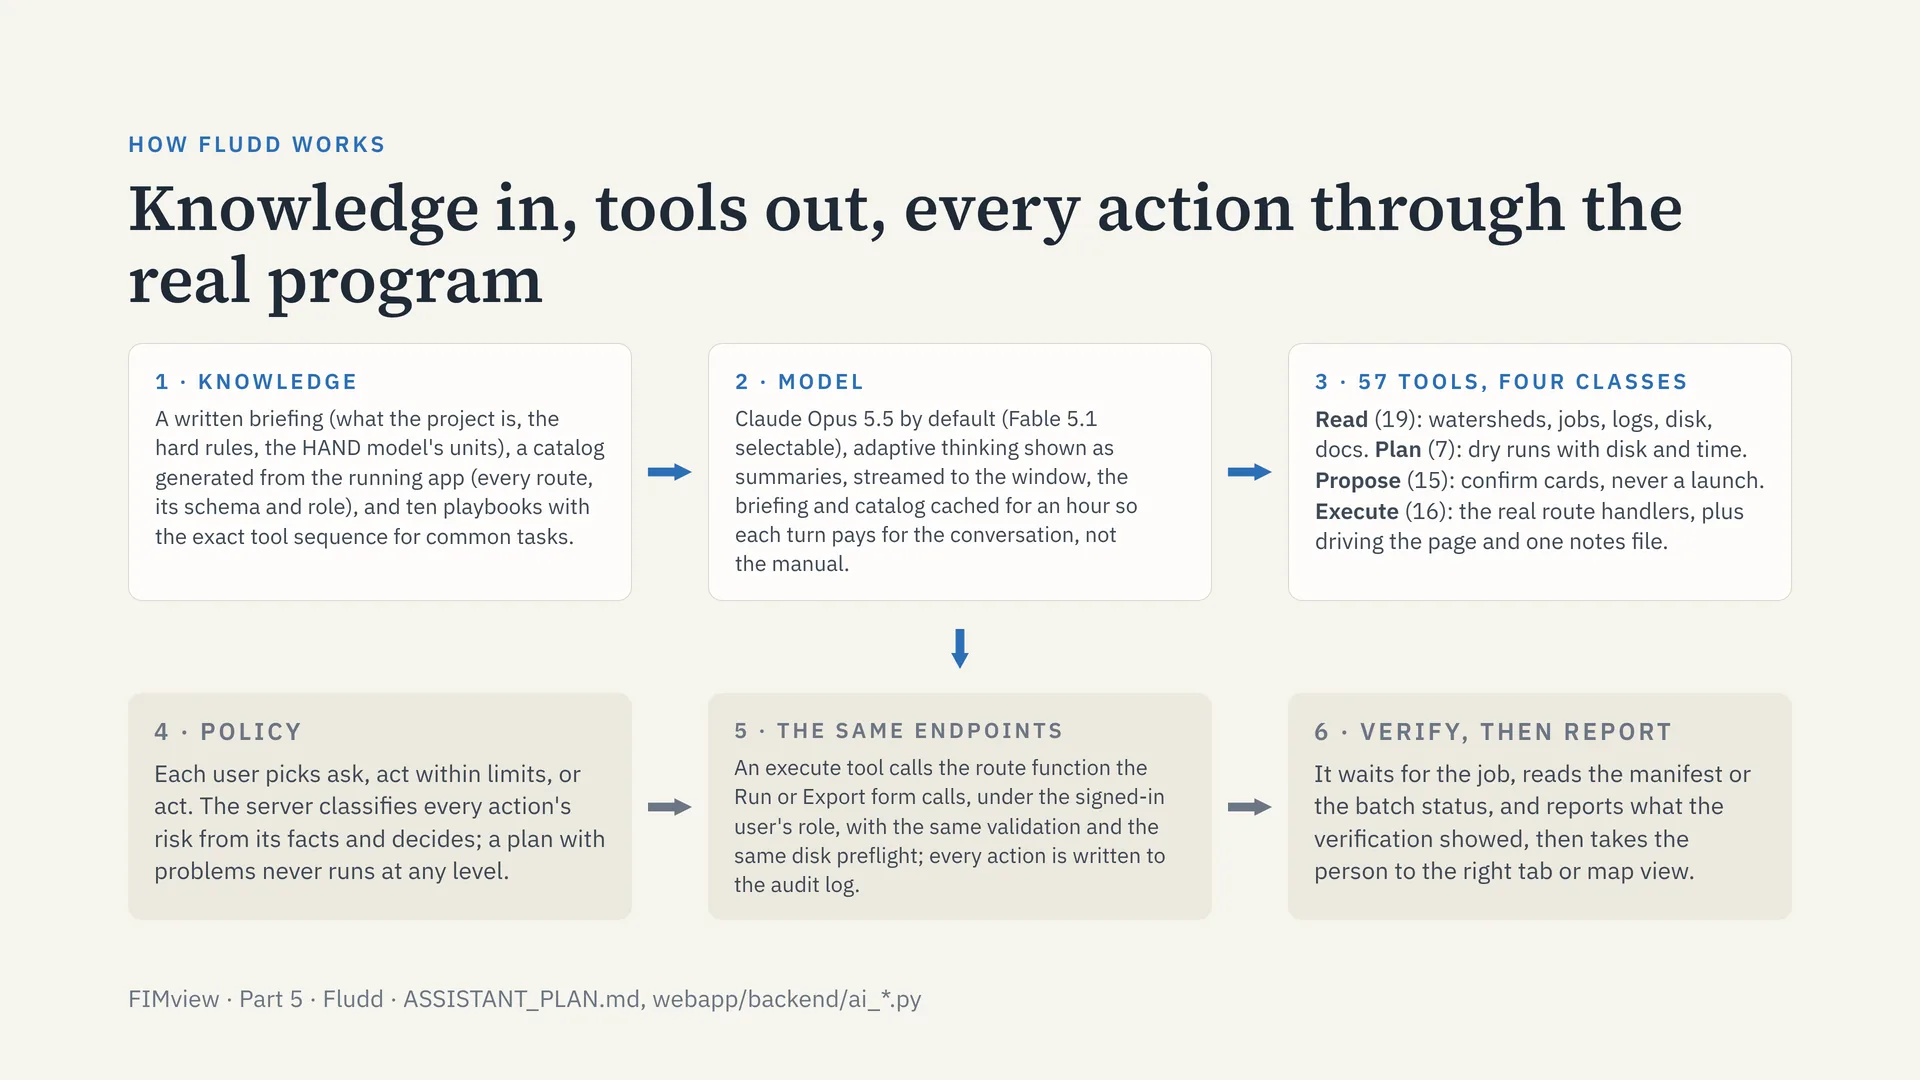 HOW FLUDD WORKS
Knowledge in, tools out, every action through the
real program
1 · KNOWLEDGE
A written briefing (what the project is, the
hard rules, the HAND model's units), a catalog
generated from the running app (every route,
its schema and role), and ten playbooks with
the exact tool sequence for common tasks.
2 · MODEL
Claude Opus 5.5 by default (Fable 5.1
selectable), adaptive thinking shown as
summaries, streamed to the window, the
briefing and catalog cached for an hour so
each turn pays for the conversation, not
the manual.
3 · 57 TOOLS, FOUR CLASSES
Read (19): watersheds, jobs, logs, disk,
docs. Plan (7): dry runs with disk and time.
Propose (15): confirm cards, never a launch.
Execute (16): the real route handlers, plus
driving the page and one notes file.
4 · POLICY
Each user picks ask, act within limits, or
act. The server classifies every action's
risk from its facts and decides; a plan with
problems never runs at any level.
5 · THE SAME ENDPOINTS
An execute tool calls the route function the
Run or Export form calls, under the signed-in
user's role, with the same validation and the
same disk preflight; every action is written to
the audit log.
6 · VERIFY, THEN REPORT
It waits for the job, reads the manifest or
the batch status, and reports what the
verification showed, then takes the
person to the right tab or map view.
FIMview · Part 5 · Fludd · ASSISTANT_PLAN.md, webapp/backend/ai_*.py